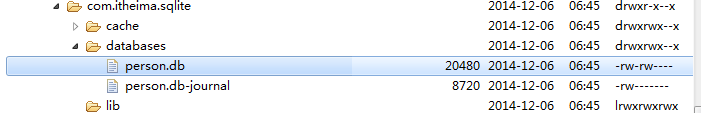 com.itheima.sqlite 2014-12-06 06:45 drwxr-x--x
cache 2014-12-06 06:45 drwxrwx--x
databases 2014-12-06 06:45 drwxrwx--x
person.db 20480 2014-12-06 06:45 -rw-rw----
person.db-journal 8720 2014-12-06 06:45 -rw-------
lib 2014-12-06 06:45 lrwxrwxrwx